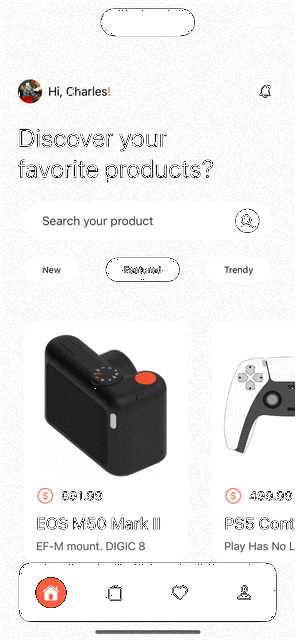 Hi, Charles!
Discover your
favorite products?
Search your product
New Featured Trendy
$ 691.99 $ 499.99
EOS M50 Mark II PS5 Cont
EF-M mount. DIGIC 8 Play Has No L